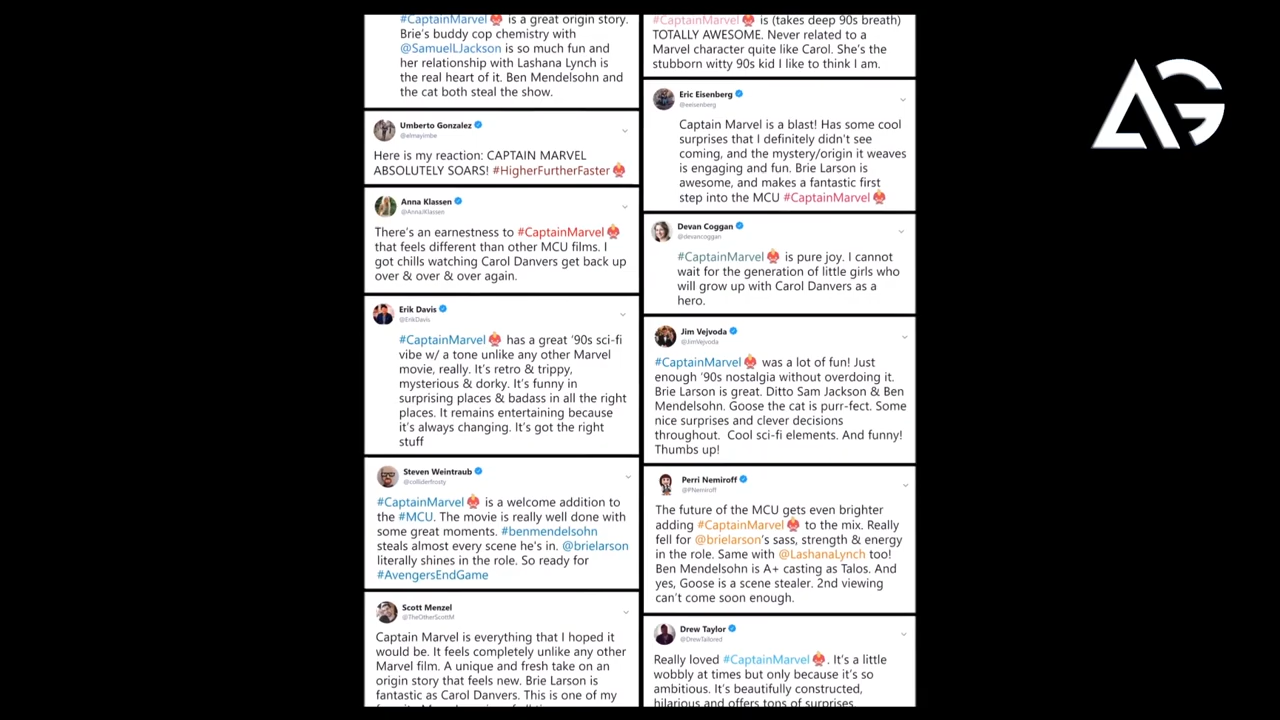 #CaptainMarvel is a great origin story.
Brie's buddy cop chemistry with
@SamuelLJackson is so much fun and
her relationship with Lashana Lynch is
the real heart of it. Ben Mendelsohn and
the cat both steal the show.
Umberto Gonzalez
@elmayimbe
Here is my reaction: CAPTAIN MARVEL
ABSOLUTELY SOARS! #HigherFurtherFaster
Anna Klassen
@AnnaJKlassen
There's an earnestness to #CaptainMarvel
that feels different than other MCU films. I
got chills watching Carol Danvers get back up
over & over & over again.
Erik Davis
@ErikDavis
#CaptainMarvel has a great '90s sci-fi
vibe w/ a tone unlike any other Marvel
movie, really. It's retro & trippy,
mysterious & dorky. It's funny in
surprising places & badass in all the right
places. It remains entertaining because
it's always changing. It's got the right
stuff
Steven Weintraub
@colliderfrosty
#CaptainMarvel is a welcome addition to
the #MCU. The movie is really well done with
some great moments. #benmendelsohn
steals almost every scene he's in. @brielarson
literally shines in the role. So ready for
#AvengersEndGame
Scott Menzel
@TheOtherScottM
Captain Marvel is everything that I hoped it
would be. It feels completely unlike any other
Marvel film. A unique and fresh take on an
origin story that feels new. Brie Larson is
fantastic as Carol Danvers. This is one of my
#CaptainMarvel is (takes deep 90s breath)
TOTALLY AWESOME. Never related to a
Marvel character quite like Carol. She's the
stubborn witty 90s kid I like to think I am.
Eric Eisenberg
@eeisenberg
Captain Marvel is a blast! Has some cool
surprises that I definitely didn't see
coming, and the mystery/origin it weaves
is engaging and fun. Brie Larson is
awesome, and makes a fantastic first
step into the MCU #CaptainMarvel
Devan Coggan
@devancoggan
#CaptainMarvel is pure joy. I cannot
wait for the generation of little girls who
will grow up with Carol Danvers as a
hero.
Jim Vejvoda
@JimVejvoda
#CaptainMarvel was a lot of fun! Just
enough '90s nostalgia without overdoing it.
Brie Larson is great. Ditto Sam Jackson & Ben
Mendelsohn. Goose the cat is purr-fect. Some
nice surprises and clever decisions
throughout. Cool sci-fi elements. And funny!
Thumbs up!
Perri Nemiroff
@PNemiroff
The future of the MCU gets even brighter
adding #CaptainMarvel to the mix. Really
fell for @brielarson's sass, strength & energy
in the role. Same with @LashanaLynch too!
Ben Mendelsohn is A+ casting as Talos. And
yes, Goose is a scene stealer. 2nd viewing
can't come soon enough.
Drew Taylor
@DrewTailored
Really loved #CaptainMarvel. It's a little
wobbly at times but only because it's so
ambitious. It's beautifully constructed,
hilarious and offers tons of surprises.
AG